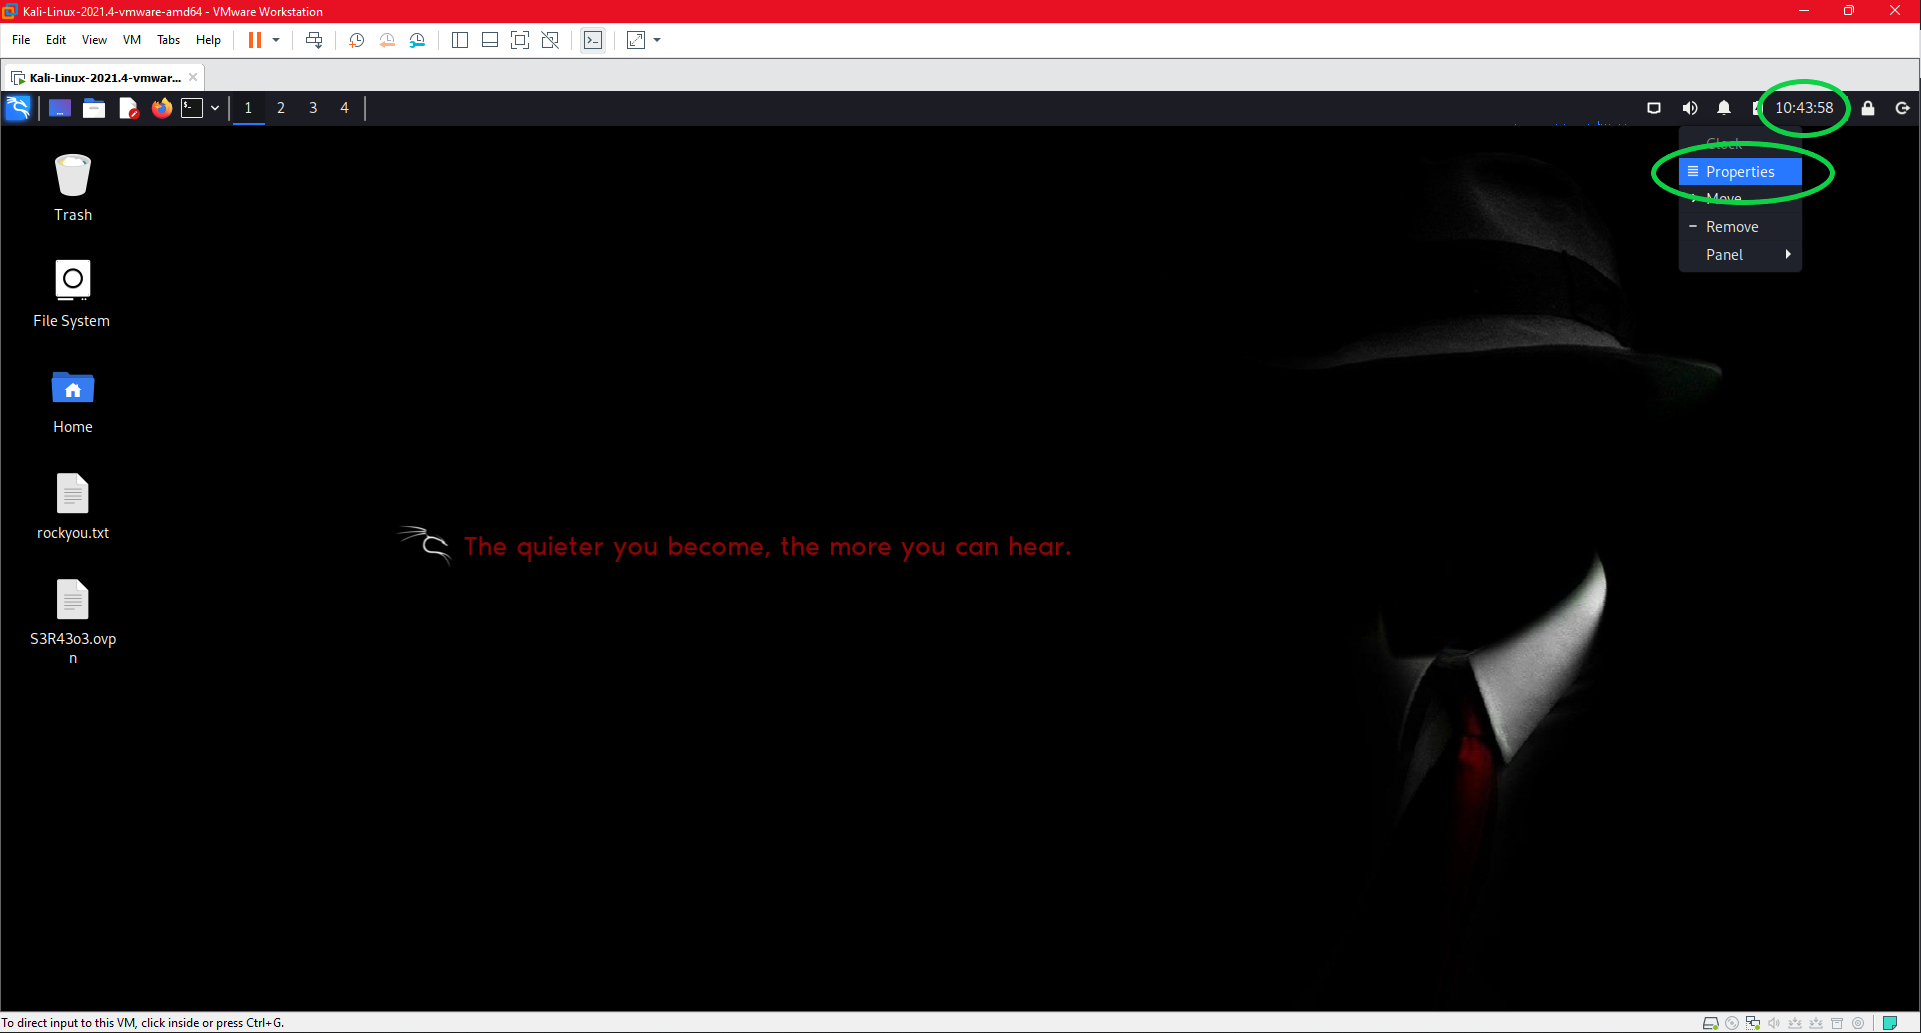 Kali-Linux-2021.4-vmware-amd64 - VMware Workstation
File Edit View VM Tabs Help
Kali-Linux-2021.4-vmwar...
1 2 3 4 10:43:58
Clock
Properties
Move
Remove
Panel
Trash
File System
Home
rockyou.txt
S3R43o3.ovp
n
The quieter you become, the more you can hear.
To direct input to this VM, click inside or press Ctrl+G.